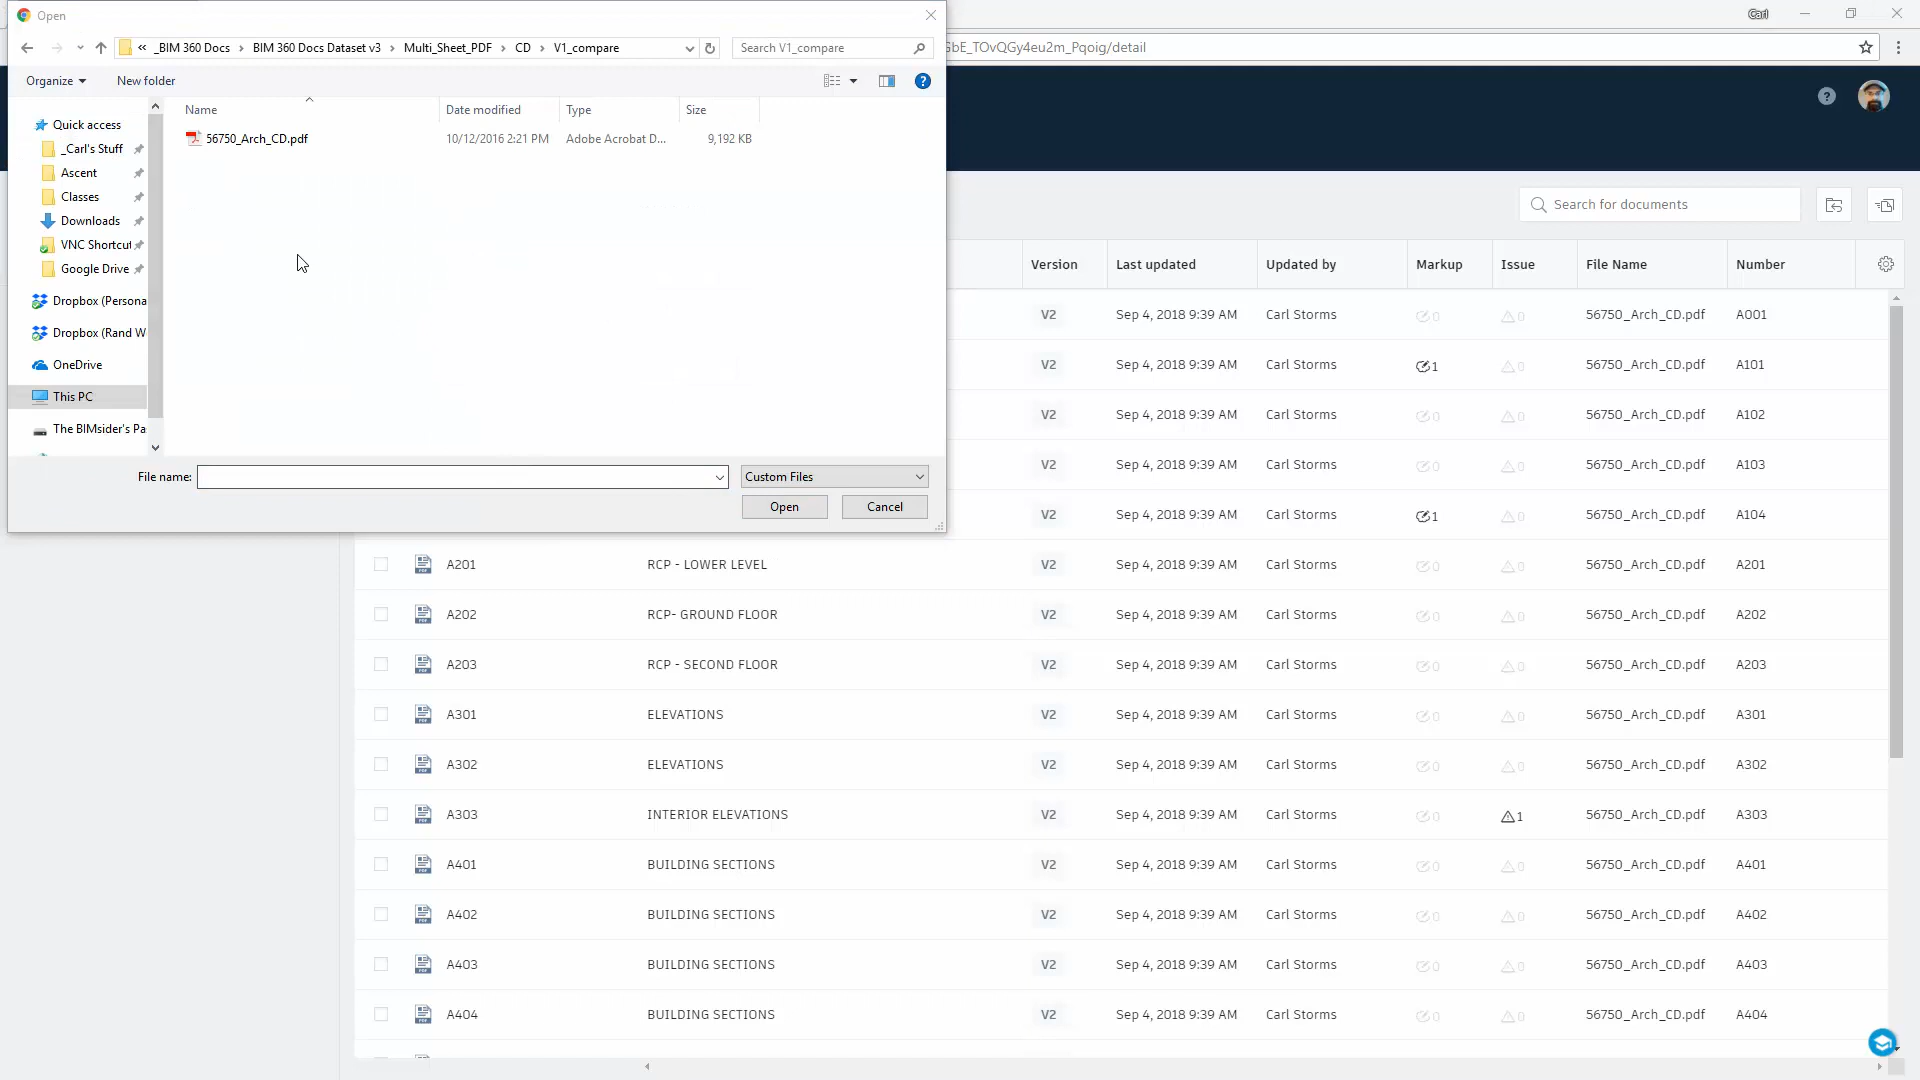 Open
Carl
« _BIM 360 Docs > BIM 360 Docs Dataset v3 > Multi_Sheet_PDF > CD > V1_compare
Search V1_compare
GbE_TOvQGy4eu2m_Pqoig/detail
Organize
New folder
Name
Date modified
Type
Size
Quick access
56750_Arch_CD.pdf
10/12/2016 2:21 PM
Adobe Acrobat D...
9,192 KB
_Carl's Stuff
Ascent
Classes
Downloads
VNC Shortcut
Google Drive
Dropbox (Persona
Dropbox (Rand W
OneDrive
This PC
The BIMsider's Pa
File name:
Custom Files
Open
Cancel
Search for documents
Version Last updated Updated by Markup Issue File Name Number
V2 Sep 4, 2018 9:39 AM Carl Storms 0 0 56750_Arch_CD.pdf A001
V2 Sep 4, 2018 9:39 AM Carl Storms 1 0 56750_Arch_CD.pdf A101
V2 Sep 4, 2018 9:39 AM Carl Storms 0 0 56750_Arch_CD.pdf A102
V2 Sep 4, 2018 9:39 AM Carl Storms 0 0 56750_Arch_CD.pdf A103
V2 Sep 4, 2018 9:39 AM Carl Storms 1 0 56750_Arch_CD.pdf A104
A201 RCP - LOWER LEVEL V2 Sep 4, 2018 9:39 AM Carl Storms 0 0 56750_Arch_CD.pdf A201
A202 RCP- GROUND FLOOR V2 Sep 4, 2018 9:39 AM Carl Storms 0 0 56750_Arch_CD.pdf A202
A203 RCP - SECOND FLOOR V2 Sep 4, 2018 9:39 AM Carl Storms 0 0 56750_Arch_CD.pdf A203
A301 ELEVATIONS V2 Sep 4, 2018 9:39 AM Carl Storms 0 0 56750_Arch_CD.pdf A301
A302 ELEVATIONS V2 Sep 4, 2018 9:39 AM Carl Storms 0 0 56750_Arch_CD.pdf A302
A303 INTERIOR ELEVATIONS V2 Sep 4, 2018 9:39 AM Carl Storms 0 1 56750_Arch_CD.pdf A303
A401 BUILDING SECTIONS V2 Sep 4, 2018 9:39 AM Carl Storms 0 0 56750_Arch_CD.pdf A401
A402 BUILDING SECTIONS V2 Sep 4, 2018 9:39 AM Carl Storms 0 0 56750_Arch_CD.pdf A402
A403 BUILDING SECTIONS V2 Sep 4, 2018 9:39 AM Carl Storms 0 0 56750_Arch_CD.pdf A403
A404 BUILDING SECTIONS V2 Sep 4, 2018 9:39 AM Carl Storms 0 0 56750_Arch_CD.pdf A404